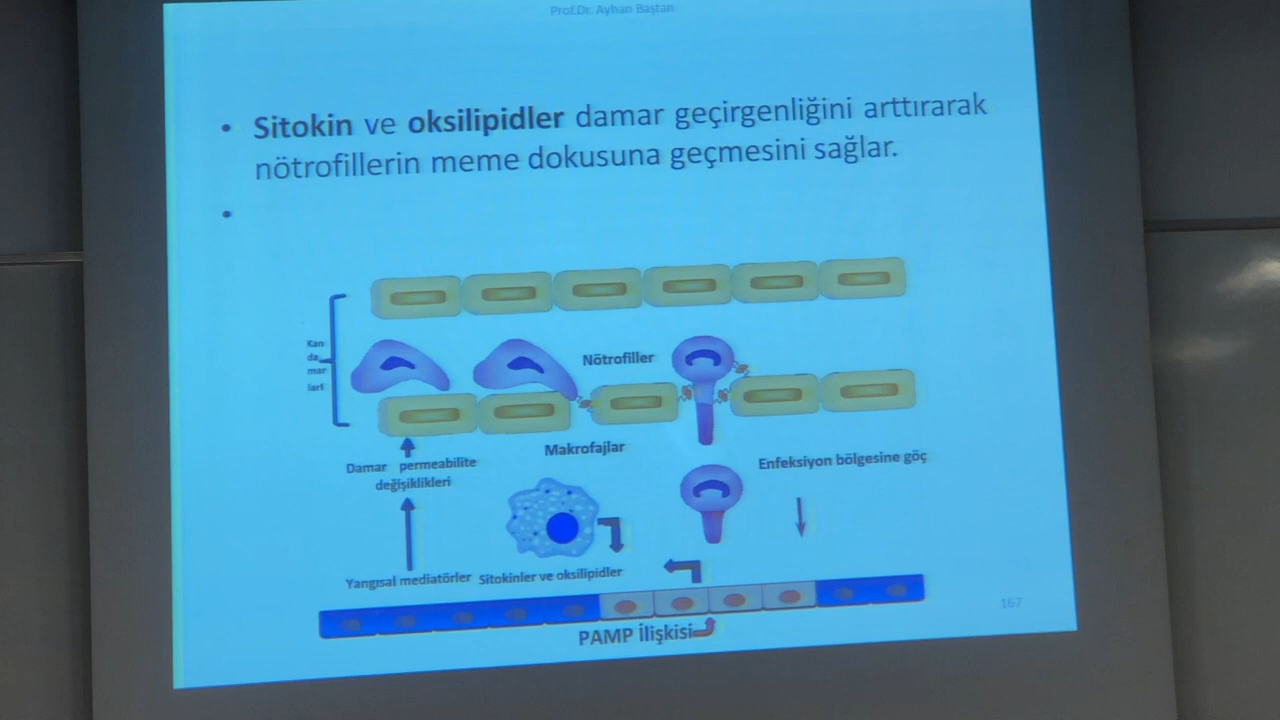 Prof.Dr. Ayhan Baştan
• Sitokin ve oksilipidler damar geçirgenliğini arttırarak
nötrofillerin meme dokusuna geçmesini sağlar.
•
Kan
da
mar
ları
Nötrofiller
Makrofajlar
Damar permeabilite
değişiklikleri
Enfeksiyon bölgesine göç
Yangısal mediatörler
Sitokinler ve oksilipidler
PAMP İlişkisi
167